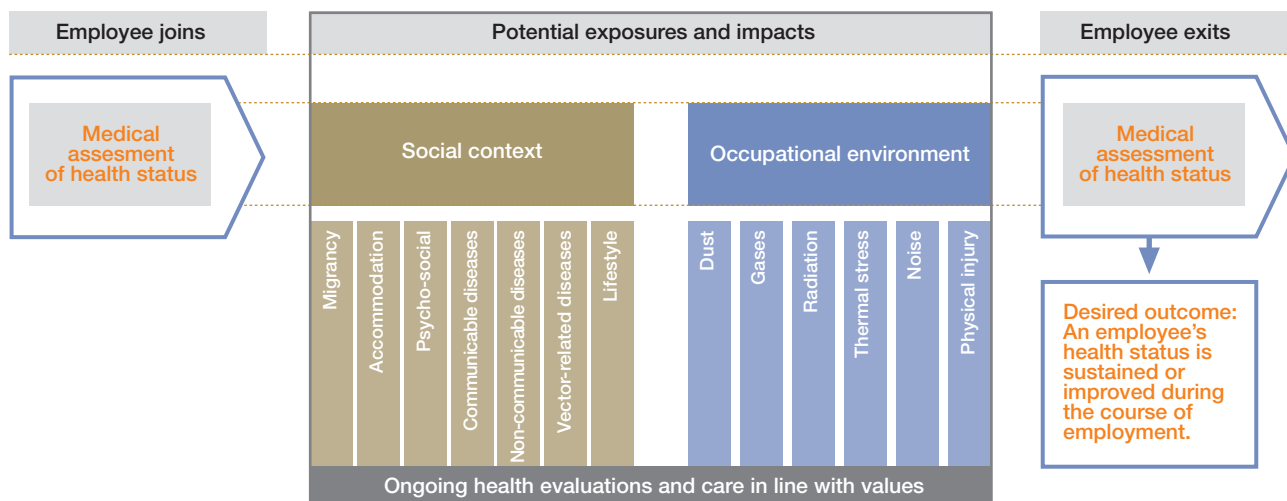 Employee joins
Potential exposures and impacts
Employee exits
Medical
assesment
of health status
Social context
Occupational environment
Medical
assessment
of health status
Migrancy
Accommodation
Psycho-social
Communicable diseases
Non-communicable diseases
Vector-related diseases
Lifestyle
Dust
Gases
Radiation
Thermal stress
Noise
Physical injury
Desired outcome:
An employee’s
health status is
sustained or
improved during
the course of
employment.
Ongoing health evaluations and care in line with values